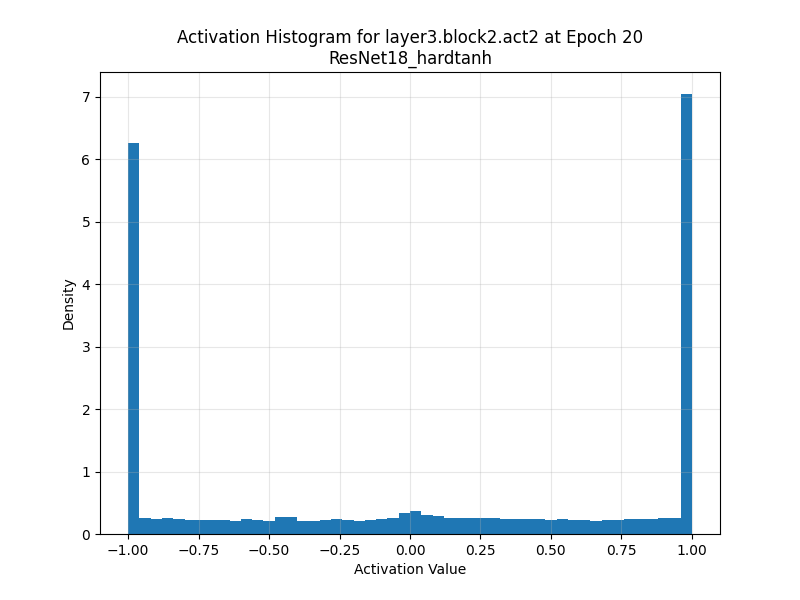 Activation Histogram for layer3.block2.act2 at Epoch 20
ResNet18_hardtanh
Density
7
6
5
4
3
2
1
0
−1.00 −0.75 −0.50 −0.25 0.00 0.25 0.50 0.75 1.00
Activation Value